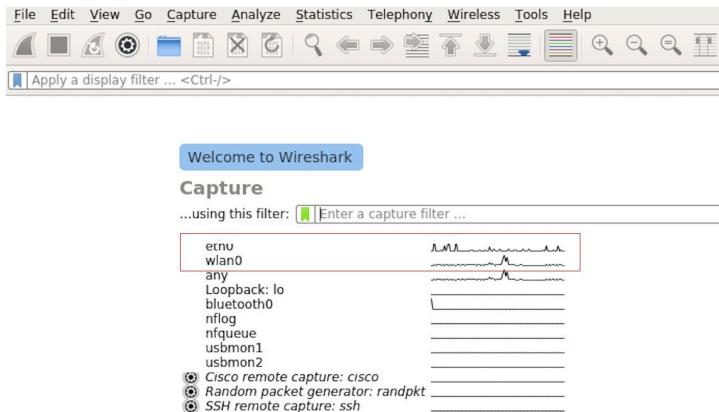 File Edit View Go Capture Analyze Statistics Telephony Wireless Tools Help
Apply a display filter ... <Ctrl-/>
Welcome to Wireshark
Capture
...using this filter: Enter a capture filter ...
eth0
wlan0
any
Loopback: lo
bluetooth0
nflog
nfqueue
usbmon1
usbmon2
Cisco remote capture: cisco
Random packet generator: randpkt
SSH remote capture: ssh